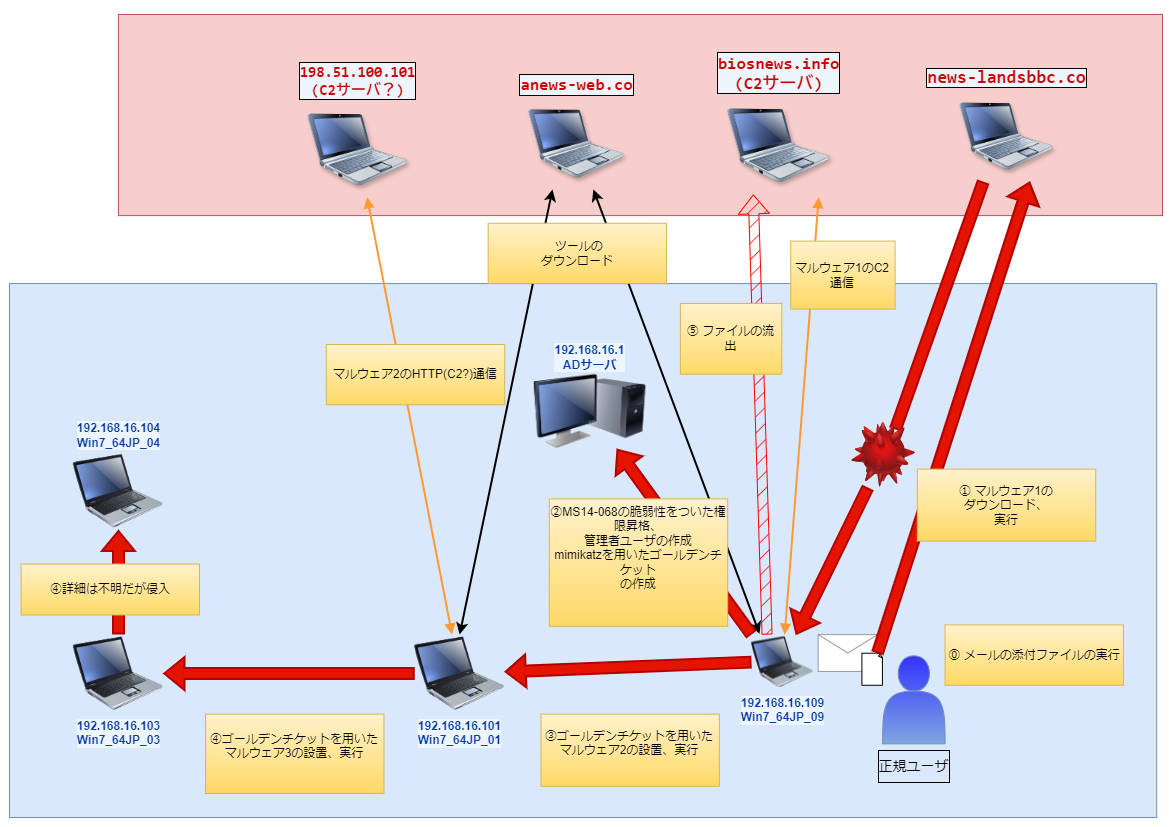 198.51.100.101
(C2サーバ？)
anews-web.co
biosnews.info
(C2サーバ)
news-landsbbc.co
ツールの
ダウンロード
マルウェア1のC2
通信
⑤ ファイルの流
出
マルウェア2のHTTP(C2?)通信
192.168.16.1
ADサーバ
192.168.16.104
Win7_64JP_04
①マルウェア1の
ダウンロード、
実行
②MS14-068の脆弱性をついた権
限昇格、
管理者ユーザの作成
mimikatzを用いたゴールデンチ
ケット
の作成
④詳細は不明だが侵入
⓪ メールの添付ファイルの実行
192.168.16.103
Win7_64JP_03
④ゴールデンチケットを用いた
マルウェア3の設置、実行
192.168.16.101
Win7_64JP_01
③ゴールデンチケットを用いた
マルウェア2の設置、実行
192.168.16.109
Win7_64JP_09
正規ユーザ